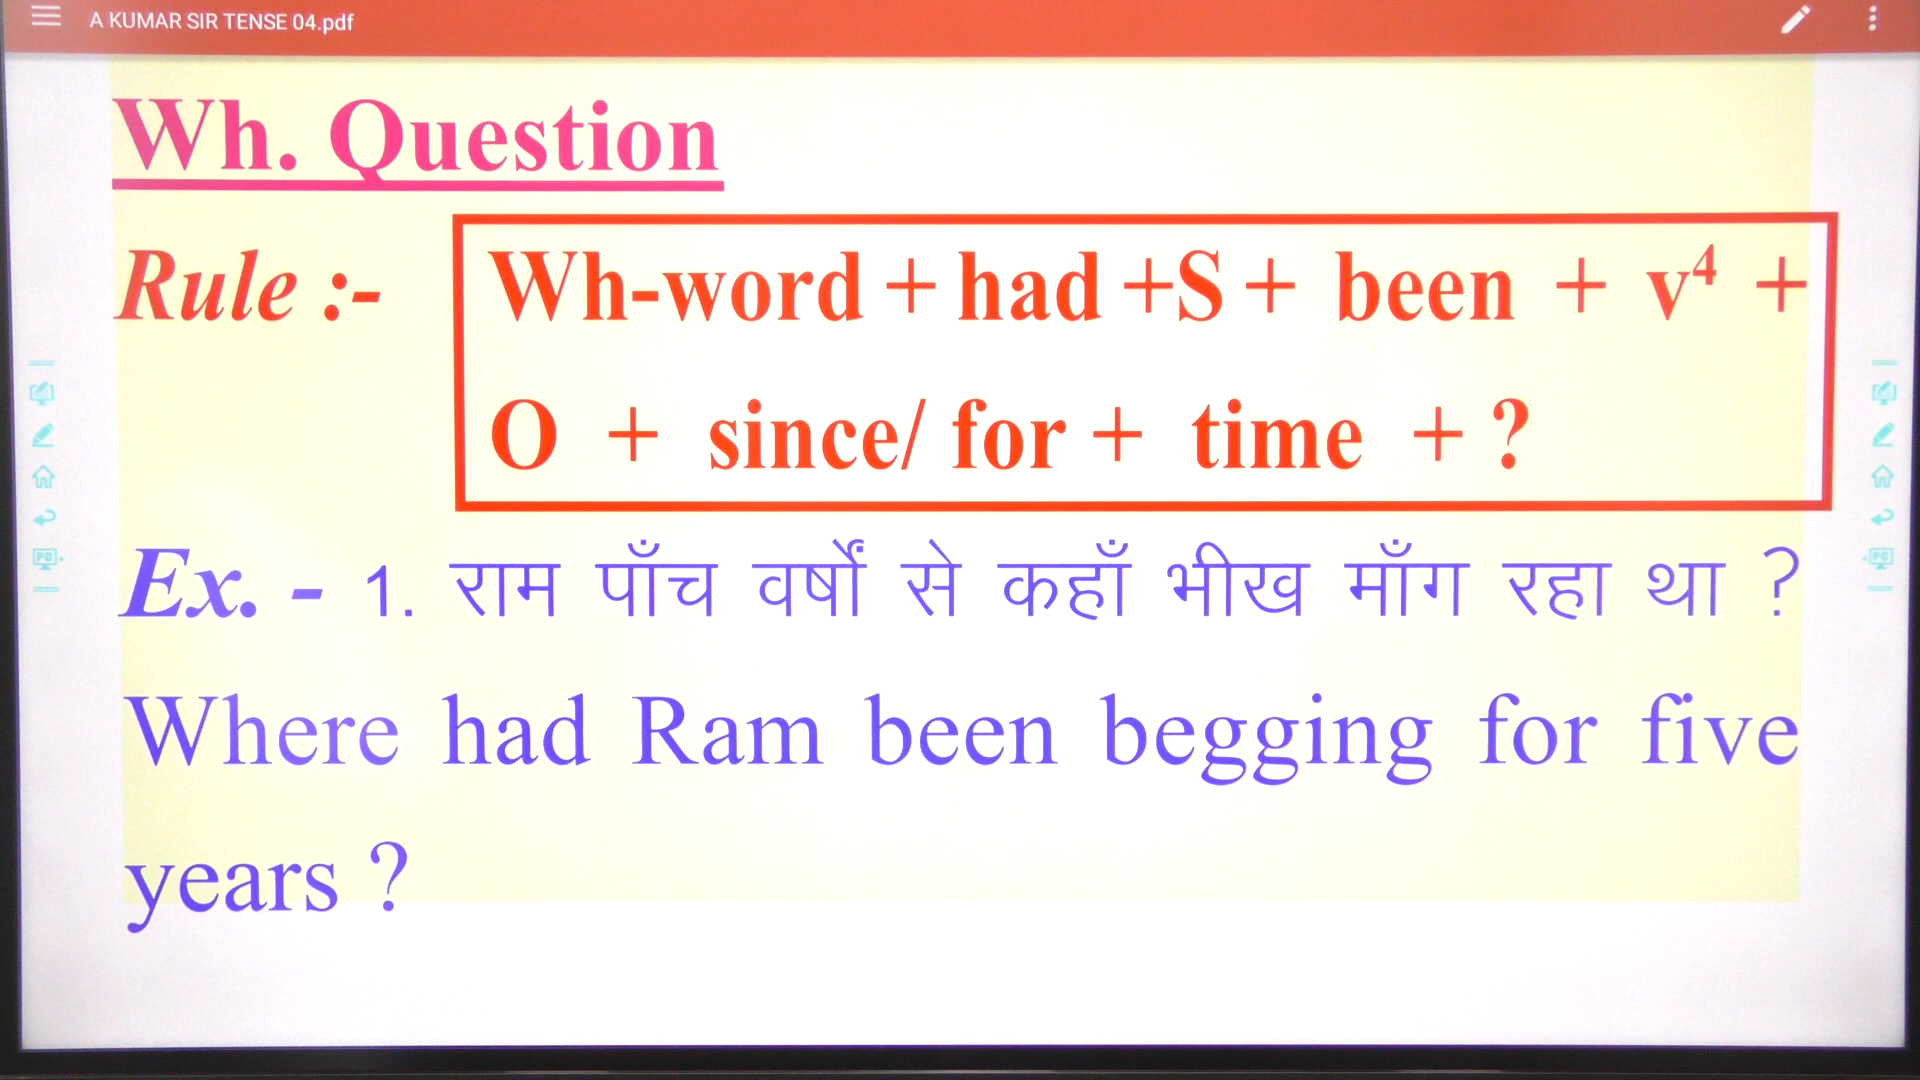 A KUMAR SIR TENSE 04.pdf
Wh. Question
Rule :- Wh-word + had +S + been + v⁴ +
O + since/ for + time + ?
Ex. - 1. राम पाँच वर्षों से कहाँ भीख माँग रहा था ?
Where had Ram been begging for five
years ?